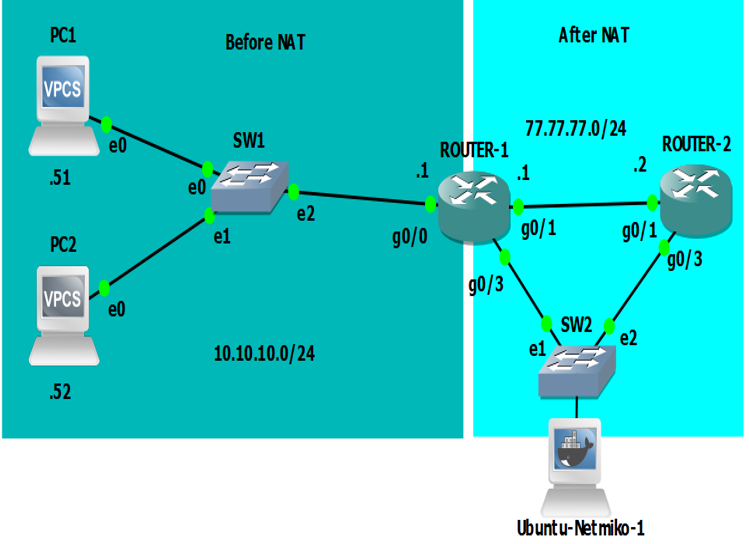 PC1
Before NAT
After NAT
VPCS
e0
SW1
77.77.77.0/24
ROUTER-1
ROUTER-2
.51
e0
.1
.1
.2
e2
e1
g0/0
g0/1
g0/1
PC2
VPCS
e0
g0/3
g0/3
SW2
10.10.10.0/24
e1
e2
.52
Ubuntu-Netmiko-1